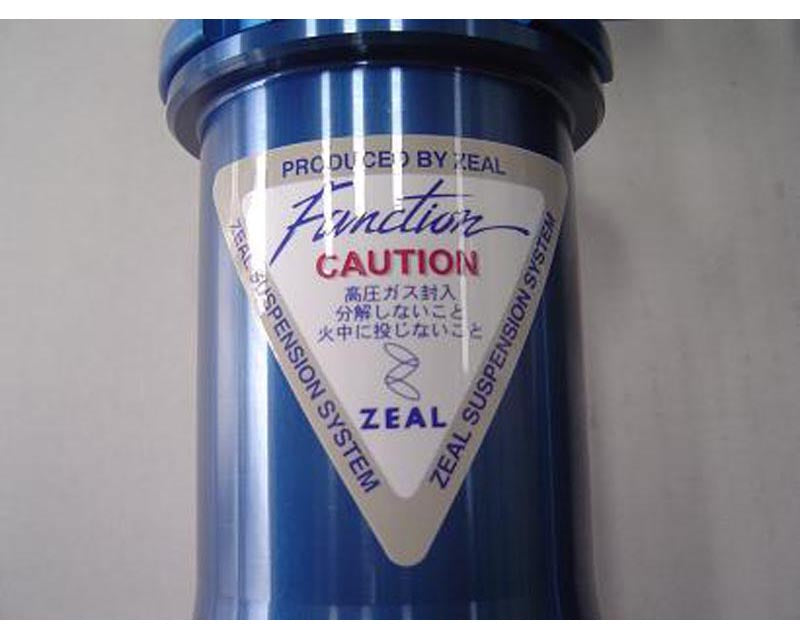 PRODUCED BY ZEAL
Function
CAUTION
高圧ガス封入
分解しないこと
火中に投じないこと
ZEAL
ZEAL SUSPENSION SYSTEM
ZEAL SUSPENSION SYSTEM